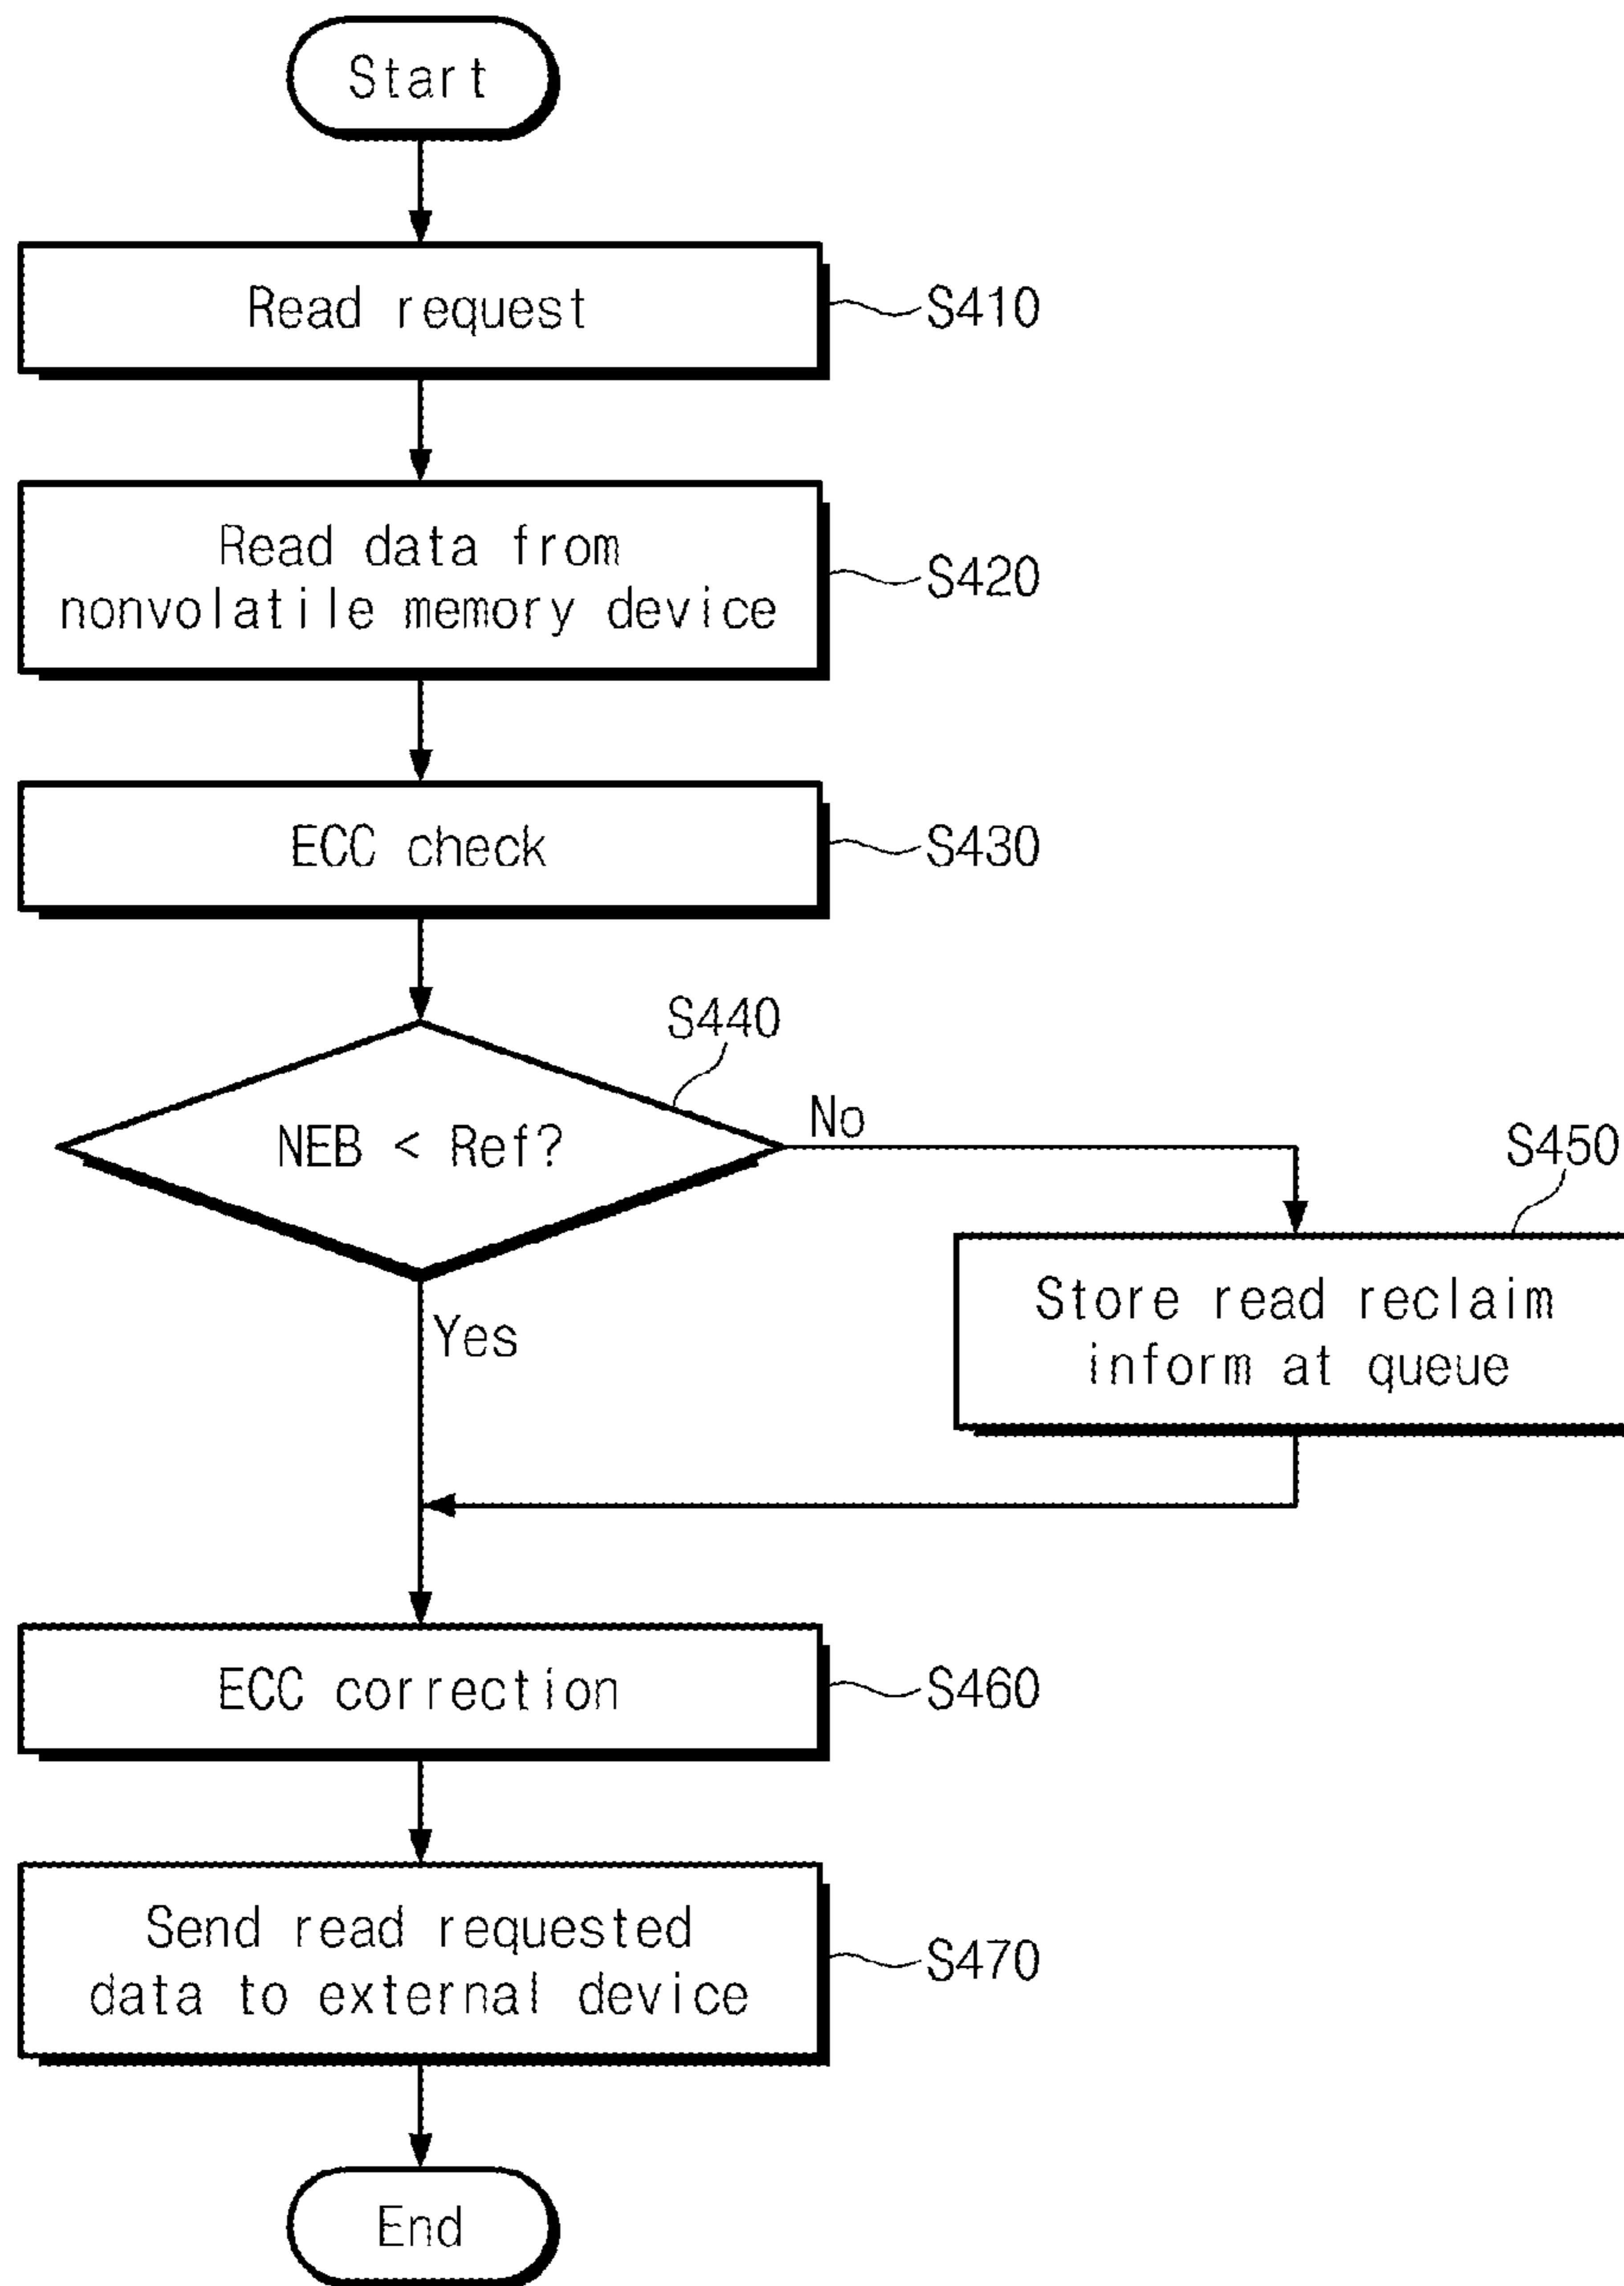 Start
Read request
S410
Read data from
nonvolatile memory device
S420
ECC check
S430
S440
NEB < Ref?
No
Yes
S450
Store read reclaim
inform at queue
ECC correction
S460
Send read requested
data to external device
S470
End